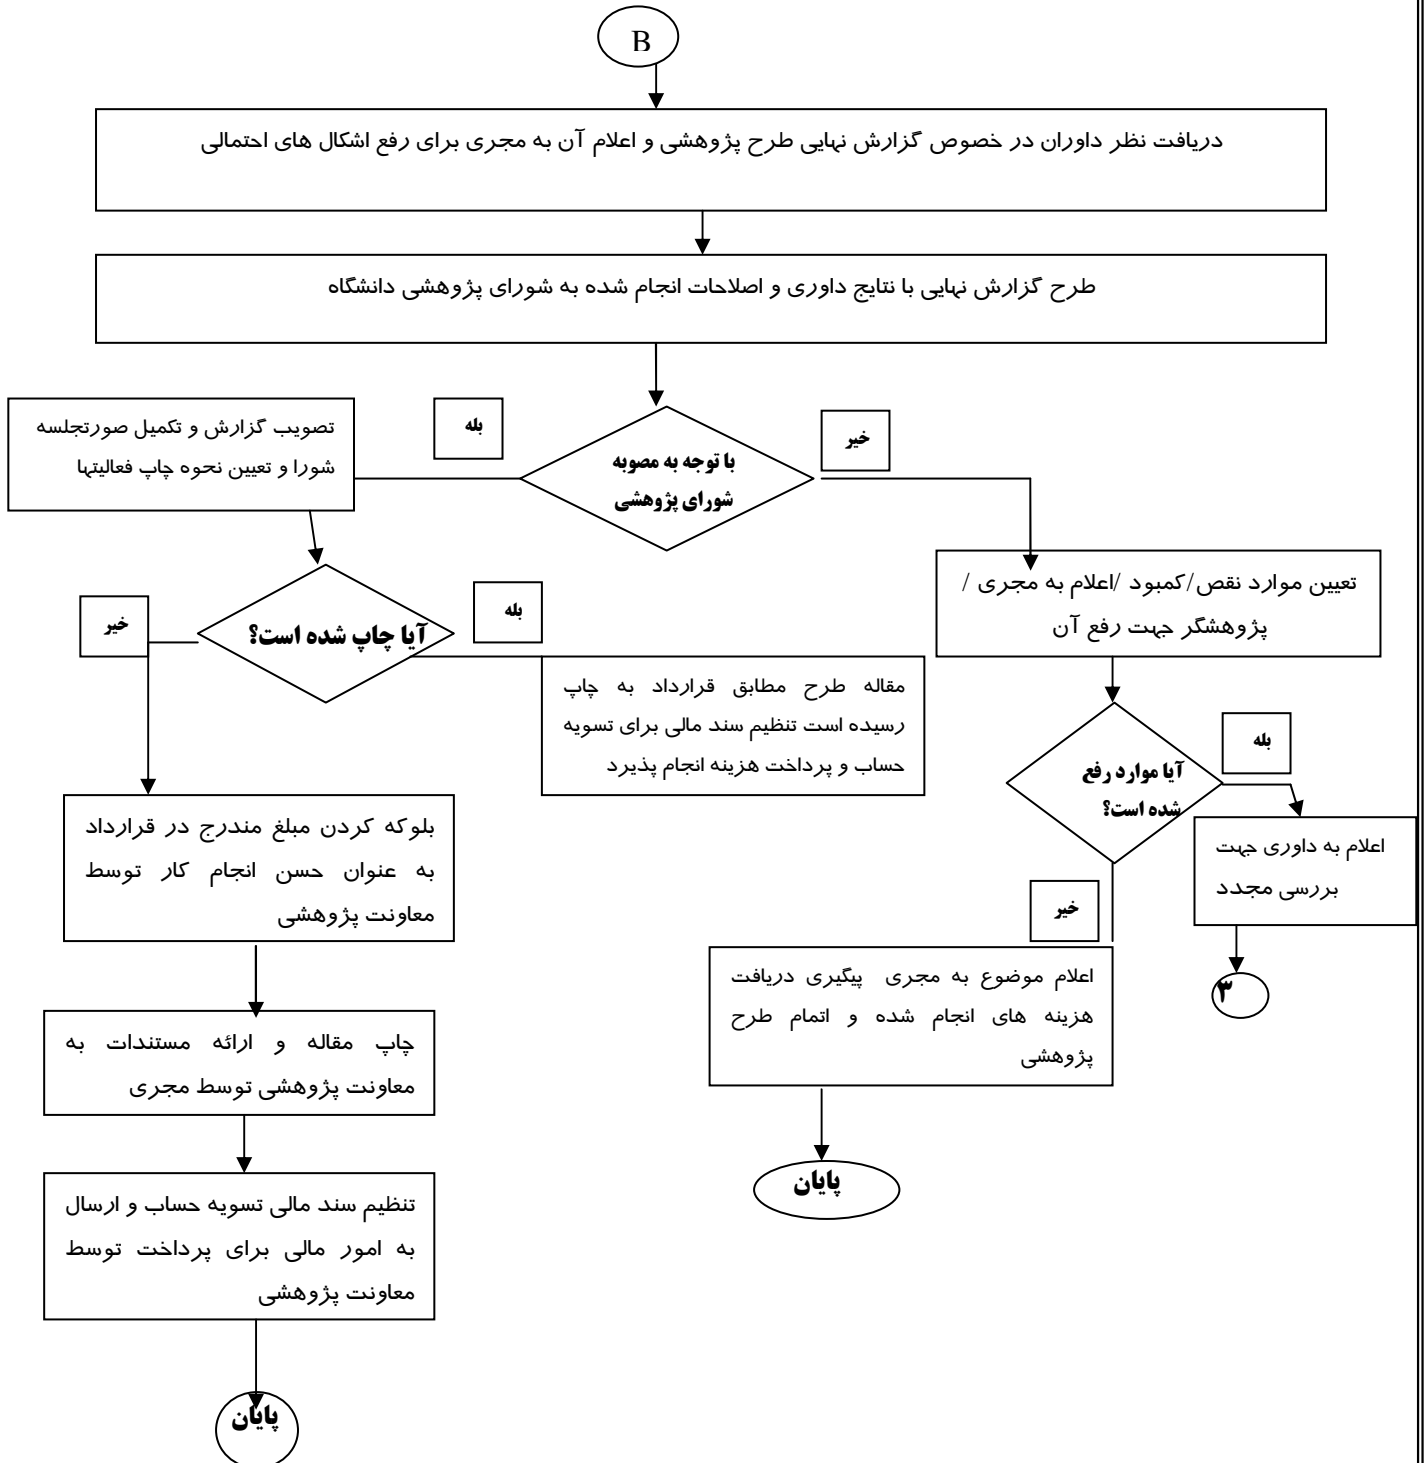 B
دریافت نظر داوران در خصوص گزارش نهایی طرح پژوهشی و اعلام آن به مجری برای رفع اشکال های احتمالی
طرح گزارش نهایی با نتایج داوری و اصلاحات انجام شده به شورای پژوهشی دانشگاه
خیر
بله
با توجه به مصوبه
شورای پژوهشی
تصویب گزارش و تکمیل صورتجلسه
شورا و تعیین نحوه چاپ فعالیتها
تعیین موارد نقص/کمبود /اعلام به مجری /
پژوهشگر جهت رفع آن
بله
خیر
آیا چاپ شده است؟
مقاله طرح مطابق قرارداد به چاپ
رسیده است تنظیم سند مالی برای تسویه
حساب و پرداخت هزینه انجام پذیرد
بله
آیا موارد رفع
شده است؟
اعلام به داوری جهت
بررسی مجدد
۳
خیر
اعلام موضوع به مجری پیگیری دریافت
هزینه های انجام شده و اتمام طرح
پژوهشی
پایان
بلوکه کردن مبلغ مندرج در قرارداد
به عنوان حسن انجام کار توسط
معاونت پژوهشی
چاپ مقاله و ارائه مستندات به
معاونت پژوهشی توسط مجری
تنظیم سند مالی تسویه حساب و ارسال
به امور مالی برای پرداخت توسط
معاونت پژوهشی
پایان